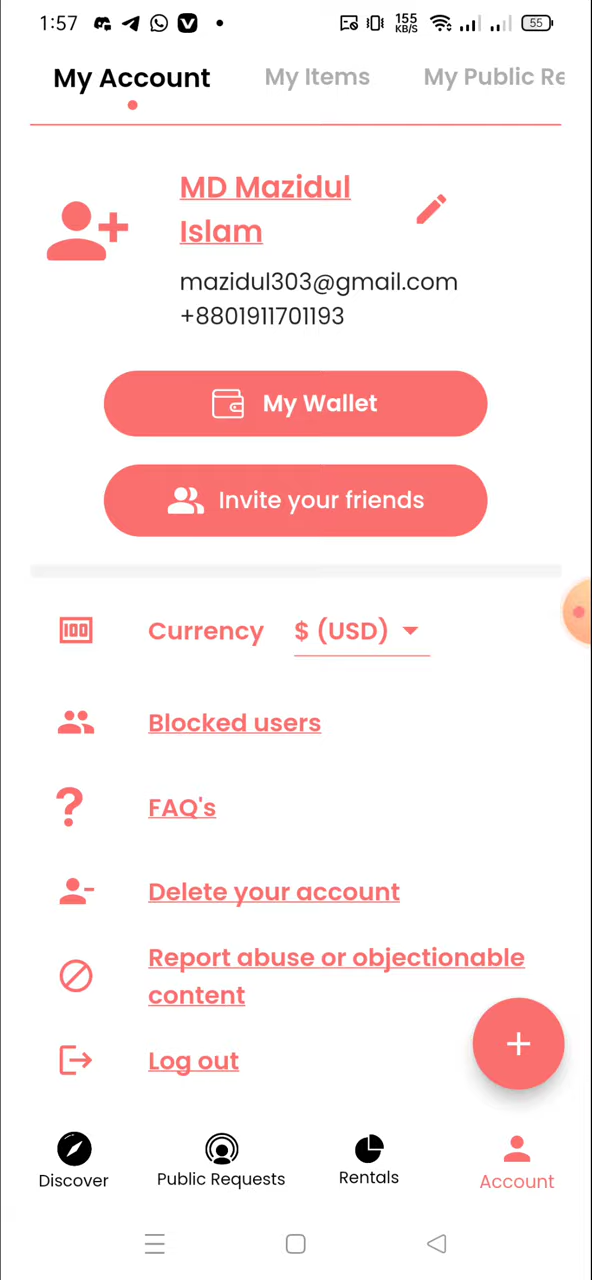 1:57
155
KB/S
55
My Account
My Items
My Public Re
MD Mazidul
Islam
mazidul303@gmail.com
+8801911701193
My Wallet
Invite your friends
100
Currency
$ (USD)
Blocked users
?
FAQ's
Delete your account
Report abuse or objectionable
content
Log out
+
Discover
Public Requests
Rentals
Account